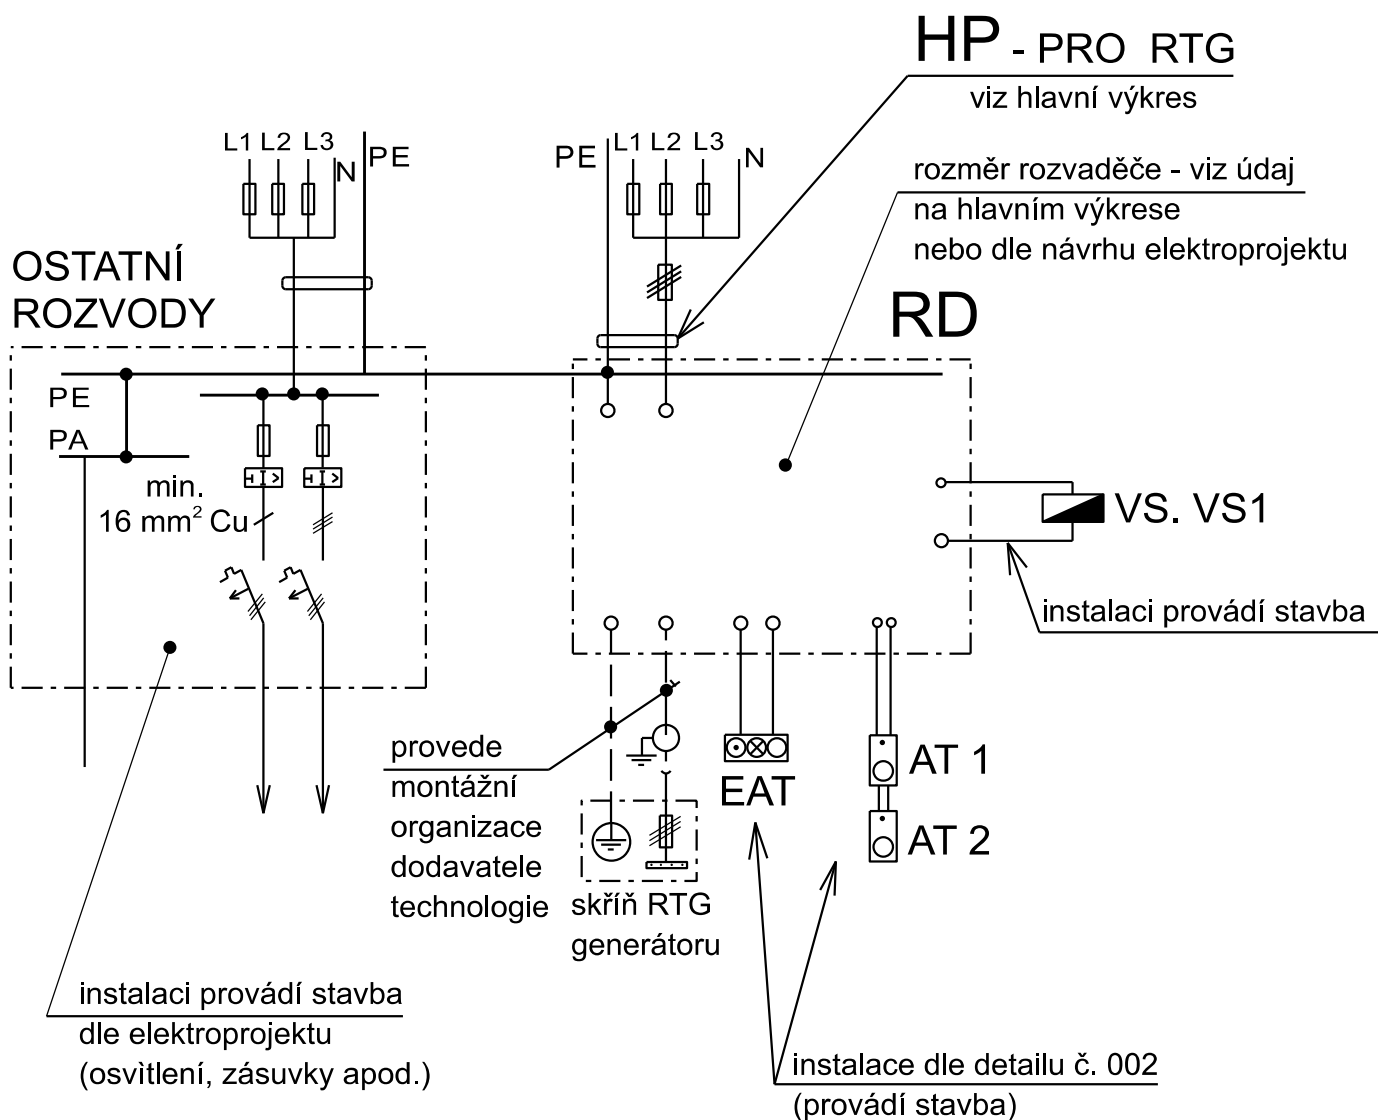 HP - PRO RTG
viz hlavní výkres
L1 L2 L3
N
PE
PE
L1 L2 L3
N
rozměr rozvaděče - viz údaj
na hlavním výkrese
nebo dle návrhu elektroprojektu
OSTATNÍ
ROZVODY
RD
PE
PA
min.
16 mm² Cu
VS. VS1
instalaci provádí stavba
provede
montážní
organizace
dodavatele
technologie
EAT
AT 1
AT 2
skříň RTG
generátoru
instalaci provádí stavba
dle elektroprojektu
(osvìtlení, zásuvky apod.)
instalace dle detailu č. 002
(provádí stavba)